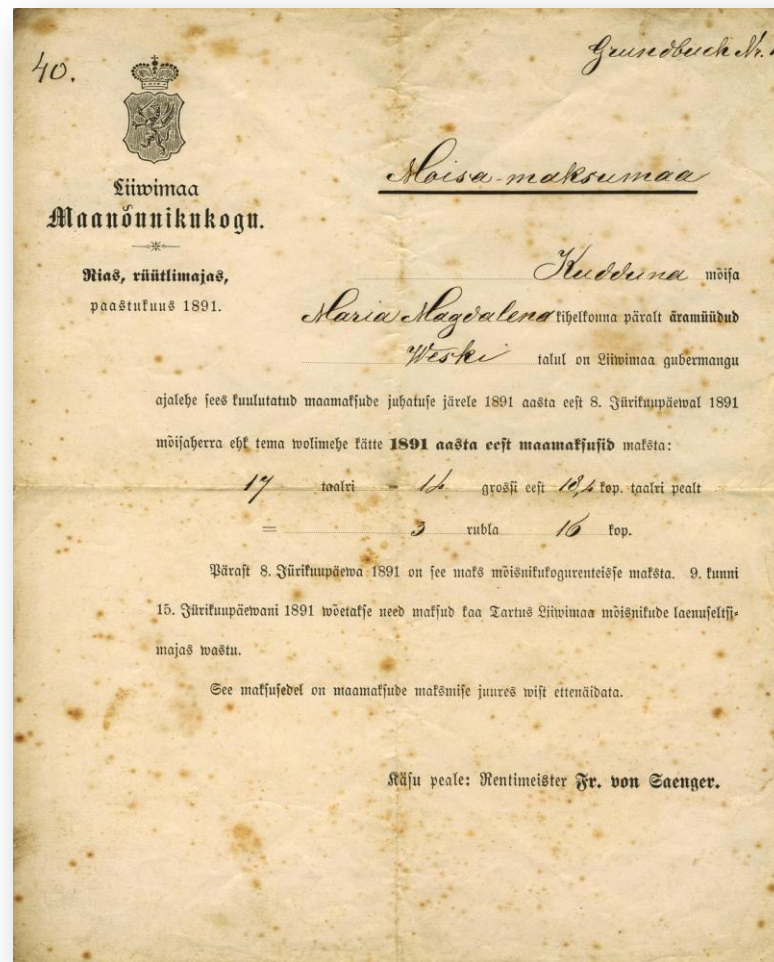 40.
Grundbuch Nr.
Liiwimaa
Maanõunikukogu.
Rias, rüütlimajas,
paastukuus 1891.
Moisa-maksumaa
Kudduna mõisa
Maria Magdalena kihelkonna päralt äramüüdud
Weski talul on Liiwimaa gubermangu
ajalehe sees kuulutatud maamaksude juhatuse järele 1891 aasta eest 8. Jürikuupäewal 1891
mõisaherra ehk tema wolimehe kätte 1891 aasta eest maamaksusid maksta:
17 taalri = 14 grossi eest 18,4 kop. taalri pealt
= 3 rubla 16 kop.
Pärast 8. Jürikuupäewa 1891 on see maks mõisnikukogurenteisse maksta. 9. kunni
15. Jürikuupäewani 1891 wõetakse need maksud kaa Tartus Liiwimaa mõisnikude laenuseltsi-
majas wastu.
See maksusedel on maamaksude maksmise juures wist ettenäidata.
Käsu peale: Rentimeister Fr. von Saenger.